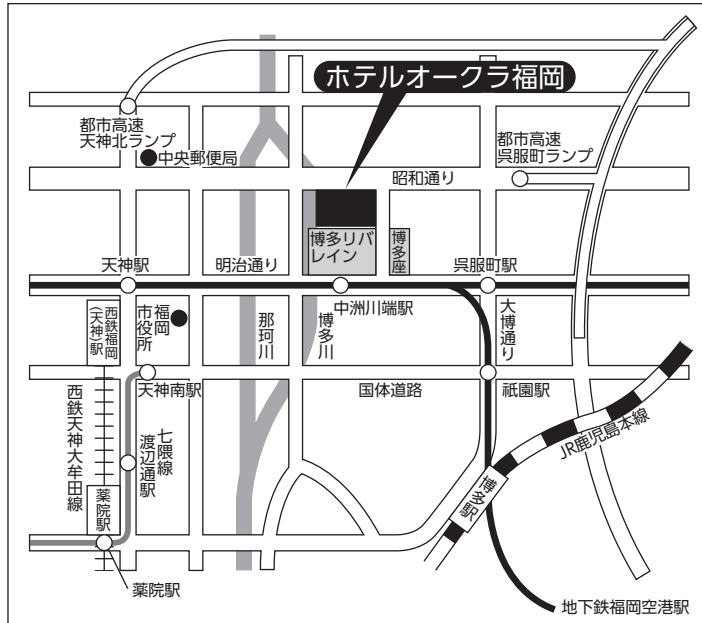 ホテルオークラ福岡
都市高速
天神北ランプ
中央郵便局
都市高速
呉服町ランプ
昭和通り
博多リバ
レイン
博多座
天神駅
明治通り
呉服町駅
中洲川端駅
西鉄福岡
(天神)駅
福岡
市役所
那珂川
博多川
大博通り
天神南駅
国体道路
祇園駅
西鉄天神大牟田線
七隈線
渡辺通駅
JR鹿児島本線
博多駅
薬院駅
薬院駅
地下鉄福岡空港駅